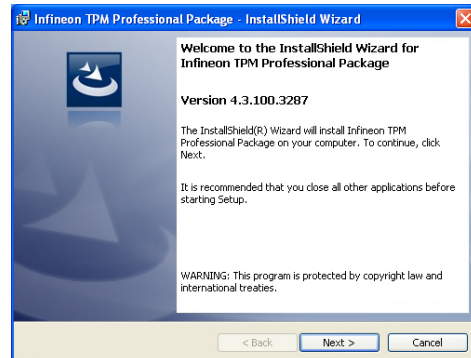 Infineon TPM Professional Package - InstallShield Wizard
Welcome to the InstallShield Wizard for
Infineon TPM Professional Package
Version 4.3.100.3287
The InstallShield(R) Wizard will install Infineon TPM
Professional Package on your computer. To continue, click
Next.
It is recommended that you close all other applications before
starting Setup.
WARNING: This program is protected by copyright law and
international treaties.
< Back Next > Cancel